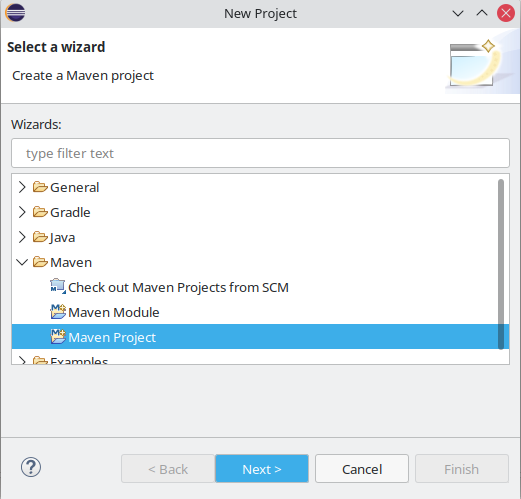 New Project
Select a wizard
Create a Maven project
Wizards:
type filter text
General
Gradle
Java
Maven
Check out Maven Projects from SCM
Maven Module
Maven Project
Examples
< Back Next > Cancel Finish